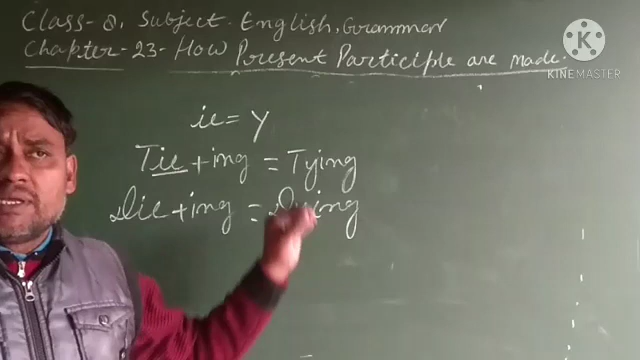 Class-8, Subject-English, Grammar
Chapter-23-How Present Participle are made.
KINEMASTER
ie = y
Tie+ing = Tying
Die+ing = Dying